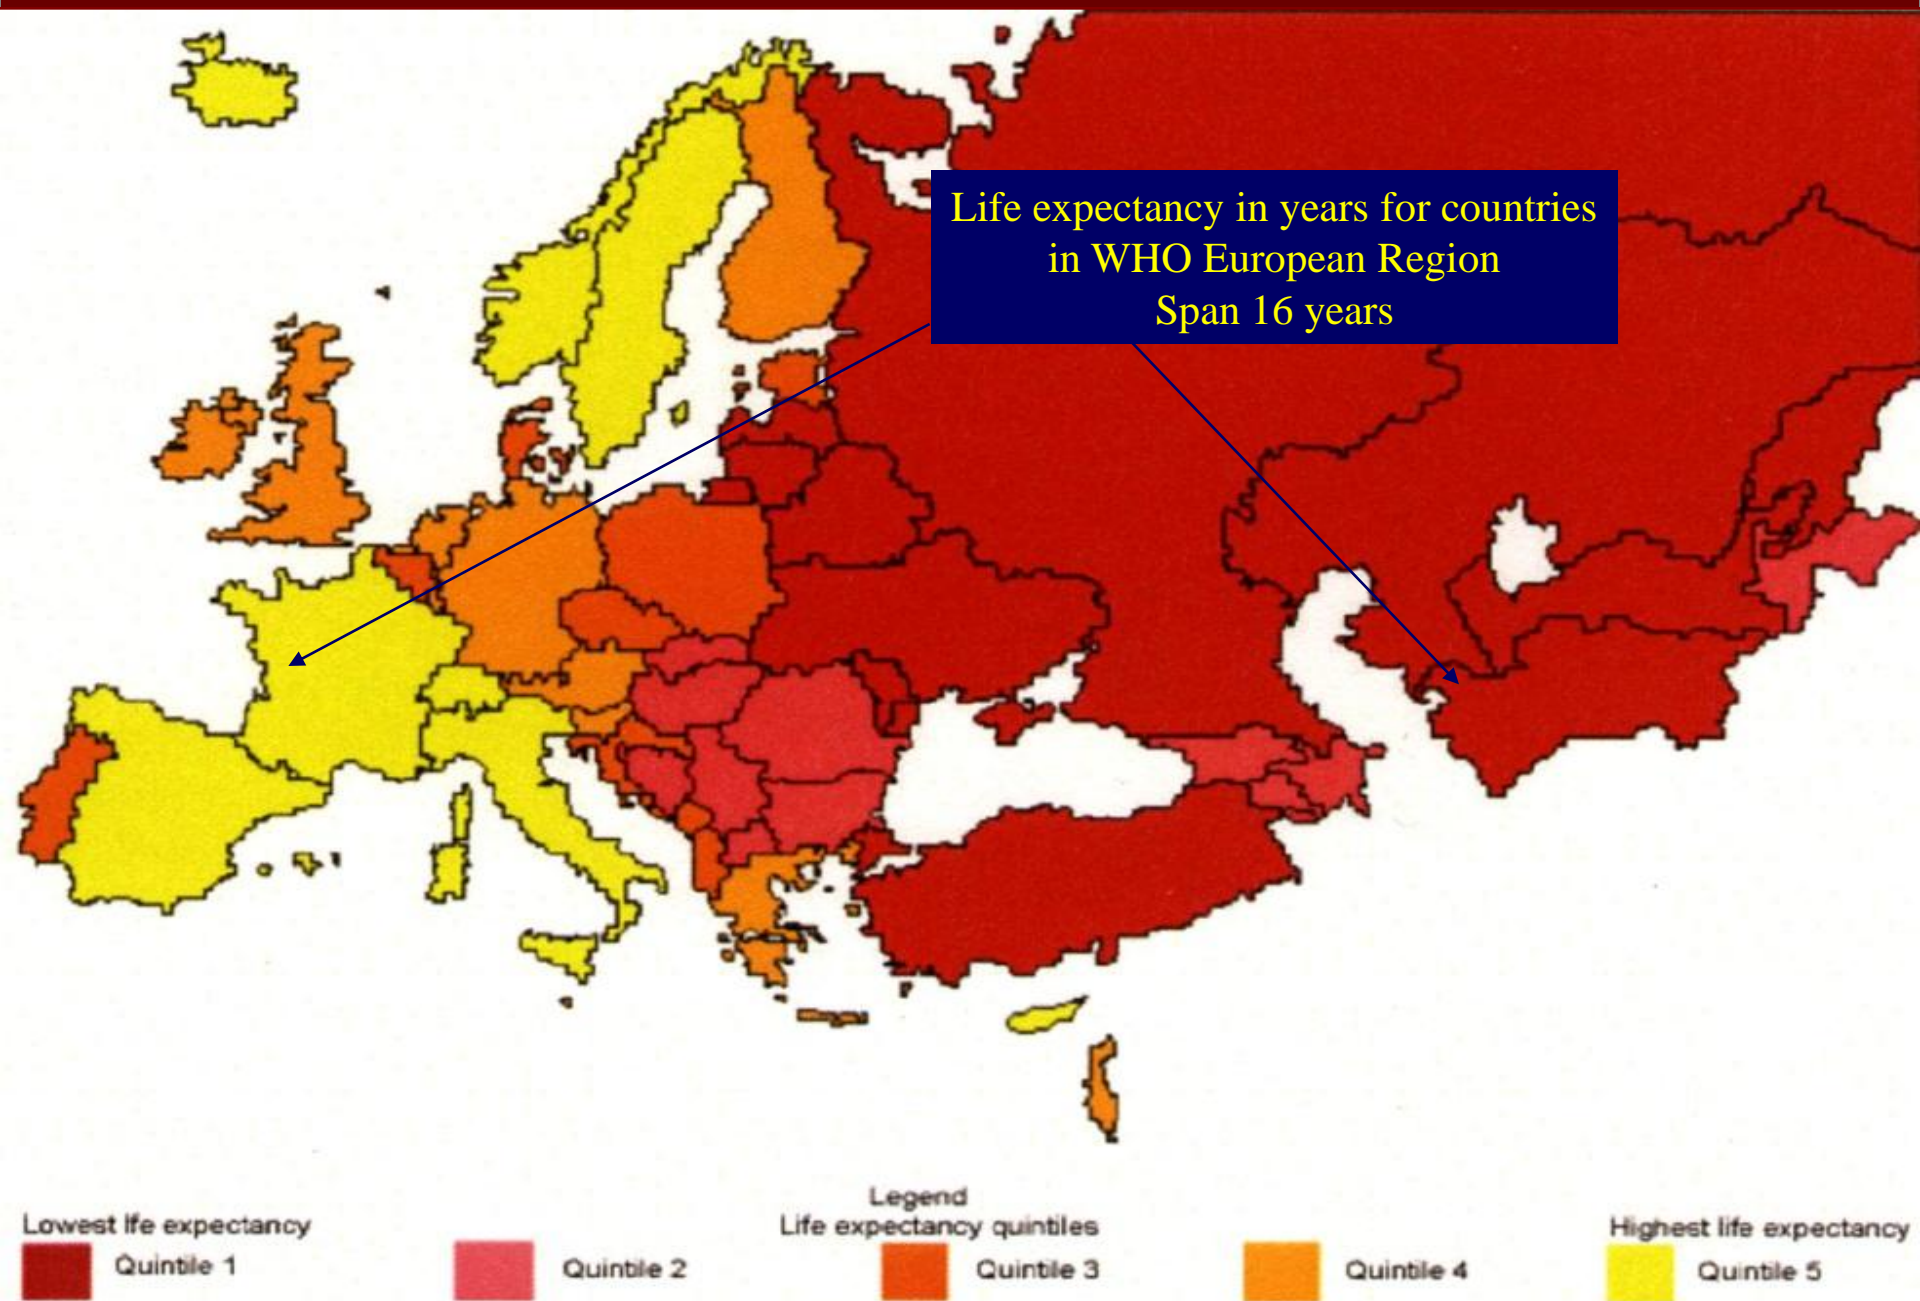 Life expectancy in years for countries
in WHO European Region
Span 16 years
Legend
Lowest lfe expectancy
Life expectancy quintiles
Highest life expectancy
Quintile 1
Quintile 2
Quintile 3
Quintile 4
Quintile 5